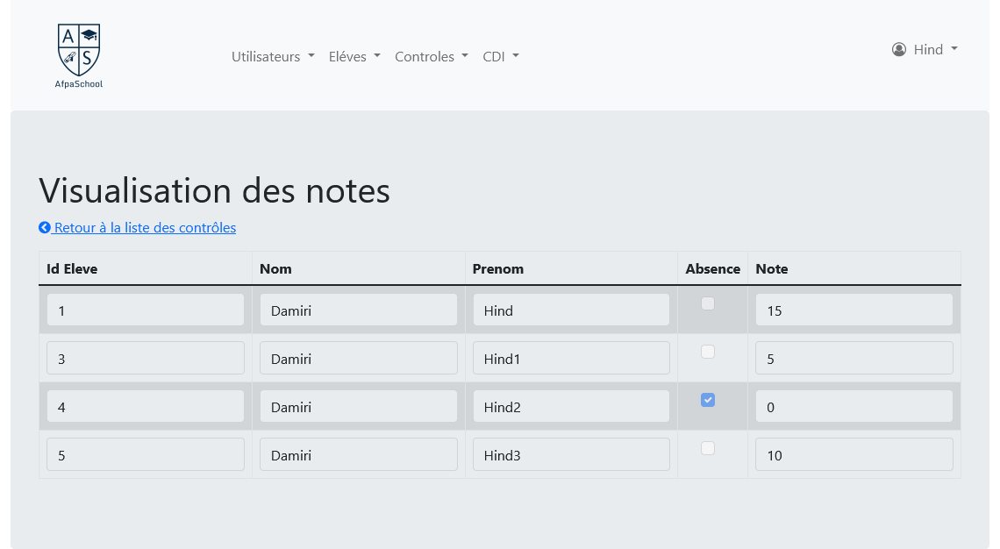 A
S
AfpaSchool
Utilisateurs
Eléves
Controles
CDI
Hind
Visualisation des notes
Retour à la liste des contrôles
Id Eleve Nom Prenom Absence Note
1 Damiri Hind 15
3 Damiri Hind1 5
4 Damiri Hind2 0
5 Damiri Hind3 10